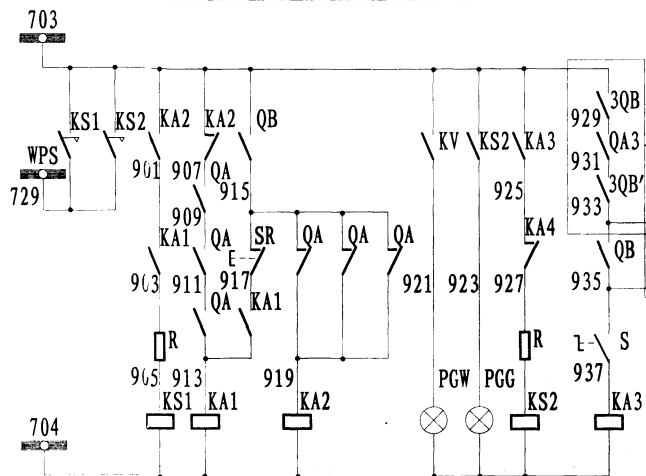 703
KS1 KS2 KA2 KA2 QB KV KS2 KA3 3QB
929
QA3
WPS 901 907 QA 931
729 915 925 3QB'
909 933
KA1 QA SR QA QA QA KA4 QB
903 911 917 921 923 927 935
QA KA1
R R S
905 913 919 PGW PGG 937
KS1 KA1 KA2 KS2 KA3
704